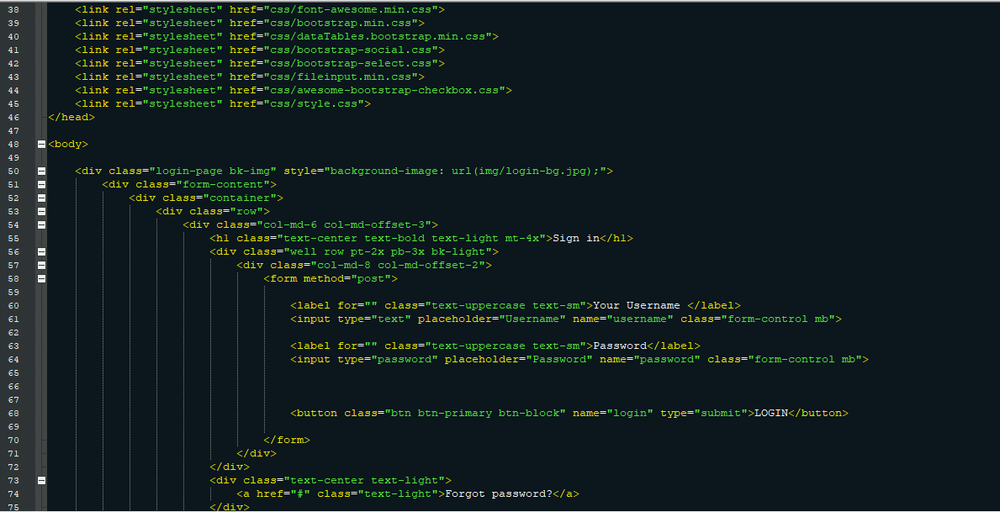 38 <link rel="stylesheet" href="css/font-awesome.min.css">
39 <link rel="stylesheet" href="css/bootstrap.min.css">
40 <link rel="stylesheet" href="css/dataTables.bootstrap.min.css">
41 <link rel="stylesheet" href="css/bootstrap-social.css">
42 <link rel="stylesheet" href="css/bootstrap-select.css">
43 <link rel="stylesheet" href="css/fileinput.min.css">
44 <link rel="stylesheet" href="css/awesome-bootstrap-checkbox.css">
45 <link rel="stylesheet" href="css/style.css">
46 </head>
47
48 <body>
49
50 <div class="login-page bk-img" style="background-image: url(img/login-bg.jpg);">
51 <div class="form-content">
52 <div class="container">
53 <div class="row">
54 <div class="col-md-6 col-md-offset-3">
55 <h1 class="text-center text-bold text-light mt-4x">Sign in</h1>
56 <div class="well row pt-2x pb-3x bk-light">
57 <div class="col-md-8 col-md-offset-2">
58 <form method="post">
59
60 <label for="" class="text-uppercase text-sm">Your Username </label>
61 <input type="text" placeholder="Username" name="username" class="form-control mb">
62
63 <label for="" class="text-uppercase text-sm">Password</label>
64 <input type="password" placeholder="Password" name="password" class="form-control mb">
65
66
67
68 <button class="btn btn-primary btn-block" name="login" type="submit">LOGIN</button>
69
70 </form>
71 </div>
72 </div>
73 <div class="text-center text-light">
74 <a href="#" class="text-light">Forgot password?</a>
75 </div>